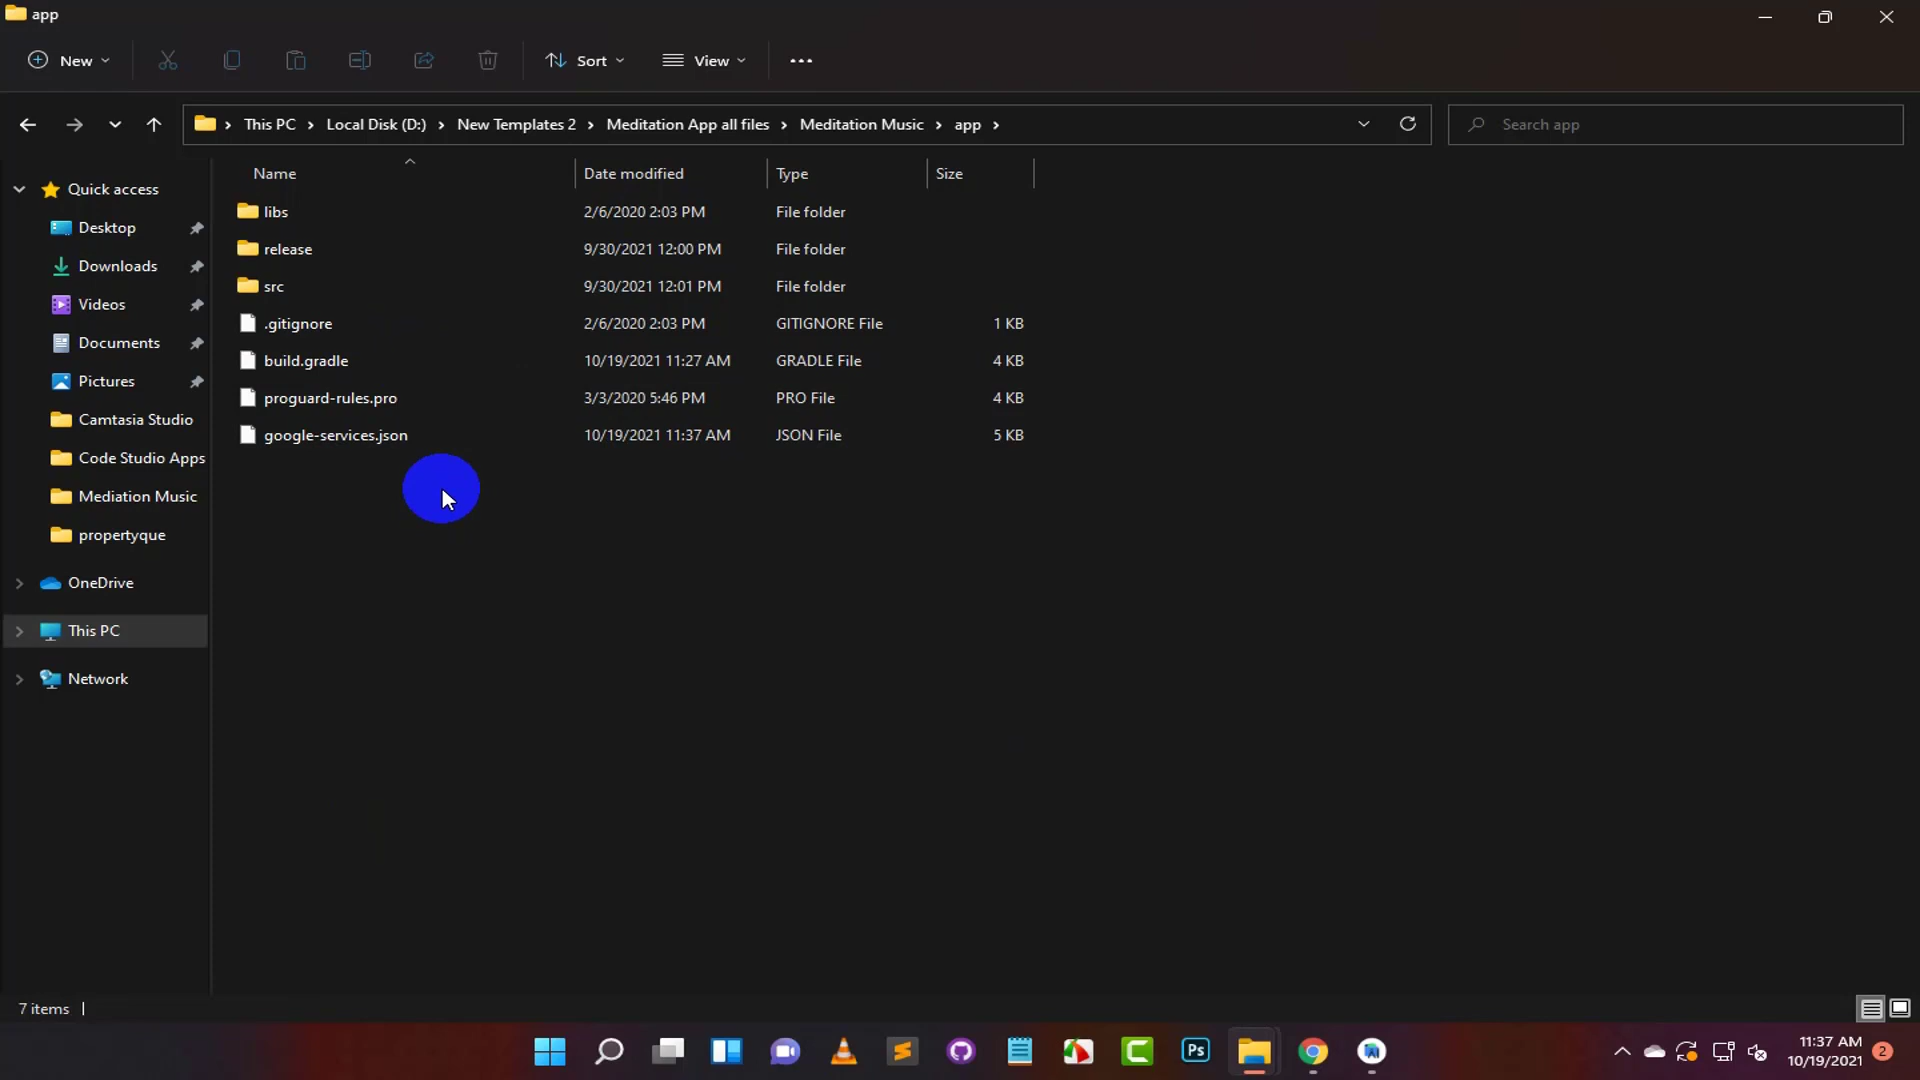 app
New
Sort
View
This PC
Local Disk (D:)
New Templates 2
Meditation App all files
Meditation Music
app
Search app
Name
Date modified
Type
Size
Quick access
Desktop
Downloads
Videos
Documents
Pictures
Camtasia Studio
Code Studio Apps
Mediation Music
propertyque
OneDrive
This PC
Network
libs 2/6/2020 2:03 PM File folder
release 9/30/2021 12:00 PM File folder
src 9/30/2021 12:01 PM File folder
.gitignore 2/6/2020 2:03 PM GITIGNORE File 1 KB
build.gradle 10/19/2021 11:27 AM GRADLE File 4 KB
proguard-rules.pro 3/3/2020 5:46 PM PRO File 4 KB
google-services.json 10/19/2021 11:37 AM JSON File 5 KB
7 items
Ps
11:37 AM
10/19/2021
2